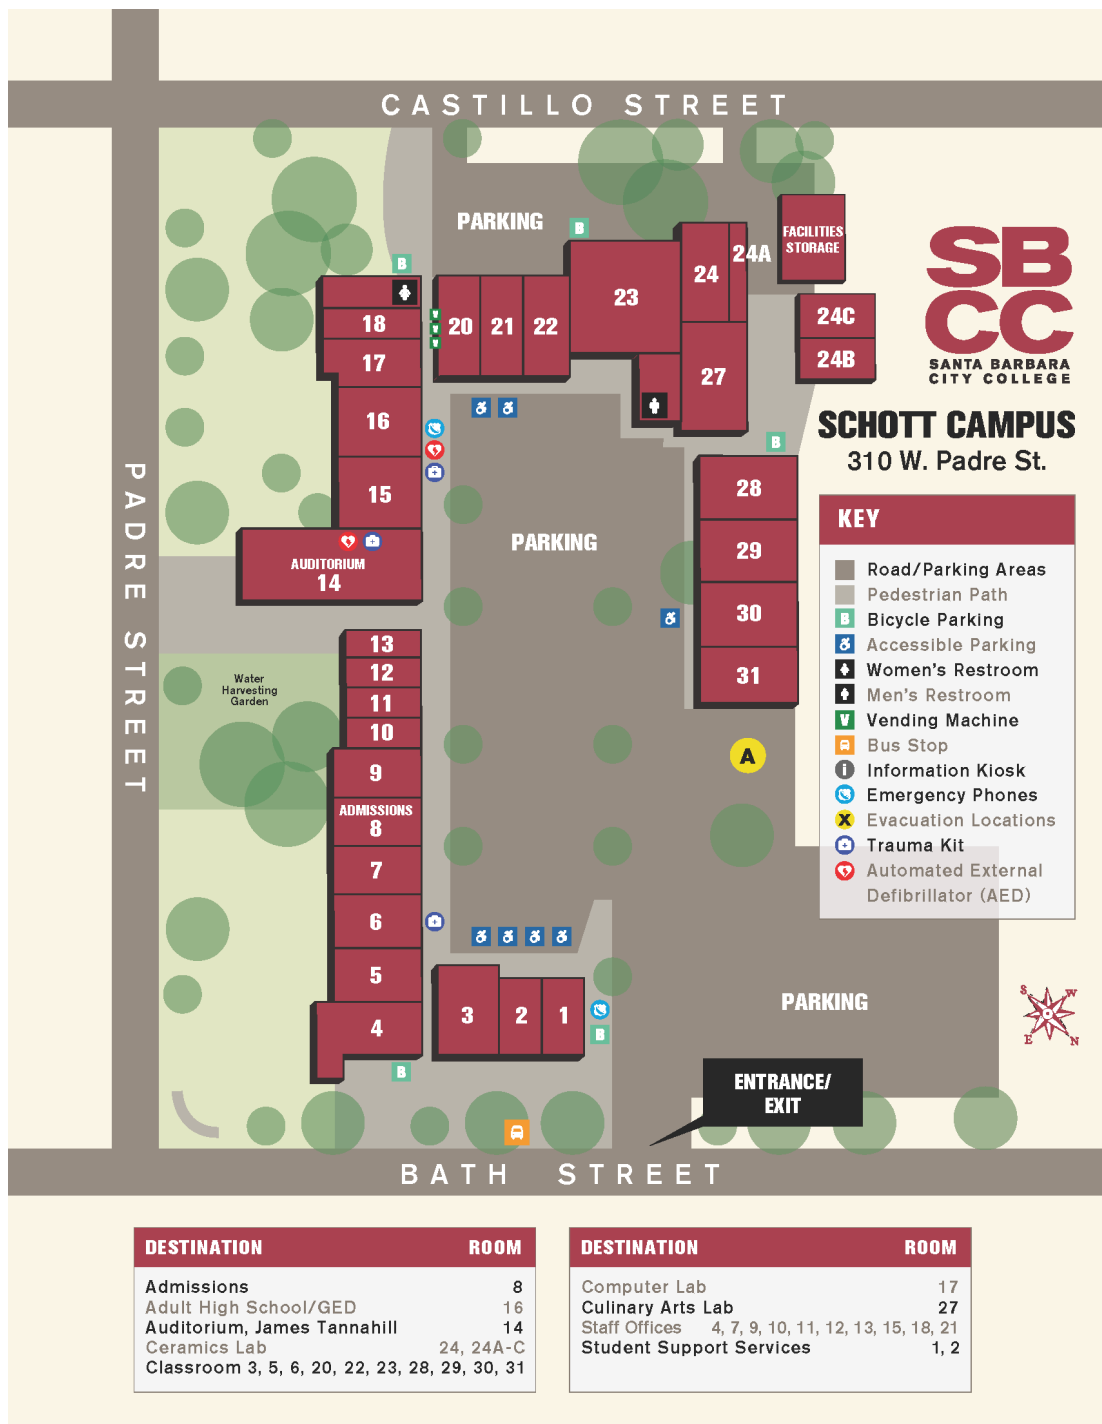 CASTILLO STREET
PARKING
B
FACILITIES
STORAGE
24A
24
B
SBCC
SANTA BARBARA
CITY COLLEGE
23
24C
18
20 21 22
V
V
V
17
24B
27
SCHOTT CAMPUS
310 W. Padre St.
16
B
15
28
PADRE STREET
PARKING
29
AUDITORIUM
14
30
13
12
31
11
10
Water
Harvesting
Garden
9
A
ADMISSIONS
8
7
6
5
4
3 2 1
B
B
PARKING
ENTRANCE/
EXIT
BATH STREET
KEY
Road/Parking Areas
Pedestrian Path
B Bicycle Parking
Accessible Parking
Women's Restroom
Men's Restroom
V Vending Machine
Bus Stop
i Information Kiosk
Emergency Phones
X Evacuation Locations
Trauma Kit
Automated External
Defibrillator (AED)
S W
E N
DESTINATION ROOM
Admissions 8
Adult High School/GED 16
Auditorium, James Tannahill 14
Ceramics Lab 24, 24A-C
Classroom 3, 5, 6, 20, 22, 23, 28, 29, 30, 31
DESTINATION ROOM
Computer Lab 17
Culinary Arts Lab 27
Staff Offices 4, 7, 9, 10, 11, 12, 13, 15, 18, 21
Student Support Services 1, 2